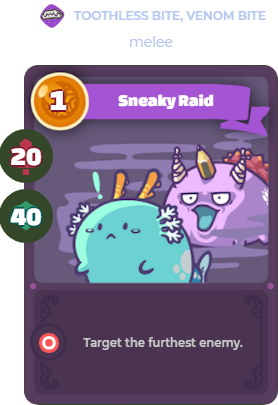 TOOTHLESS BITE, VENOM BITE
melee
1
Sneaky Raid
20
40
Target the furthest enemy.